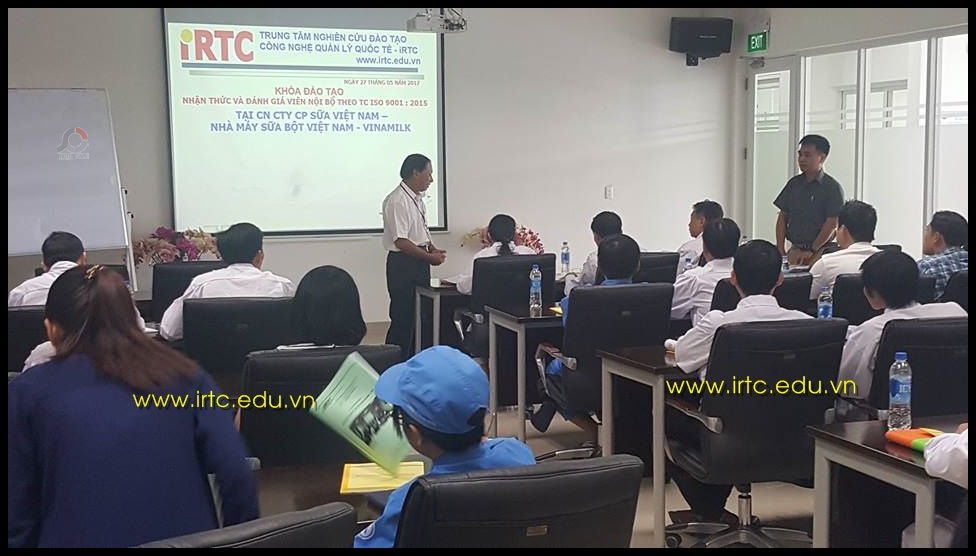 iRTC
TRUNG TÂM NGHIÊN CỨU ĐÀO TẠO
CÔNG NGHỆ QUẢN LÝ QUỐC TẾ - iRTC
www.irtc.edu.vn
NGÀY 27 THÁNG 05 NĂM 2017
KHÓA ĐÀO TẠO
NHẬN THỨC VÀ ĐÁNH GIÁ VIÊN NỘI BỘ THEO TC ISO 9001 : 2015
TẠI CN CTY CP SỮA VIỆT NAM –
NHÀ MÁY SỮA BỘT VIỆT NAM - VINAMILK
EXIT
www.irtc.edu.vn
www.irtc.edu.vn